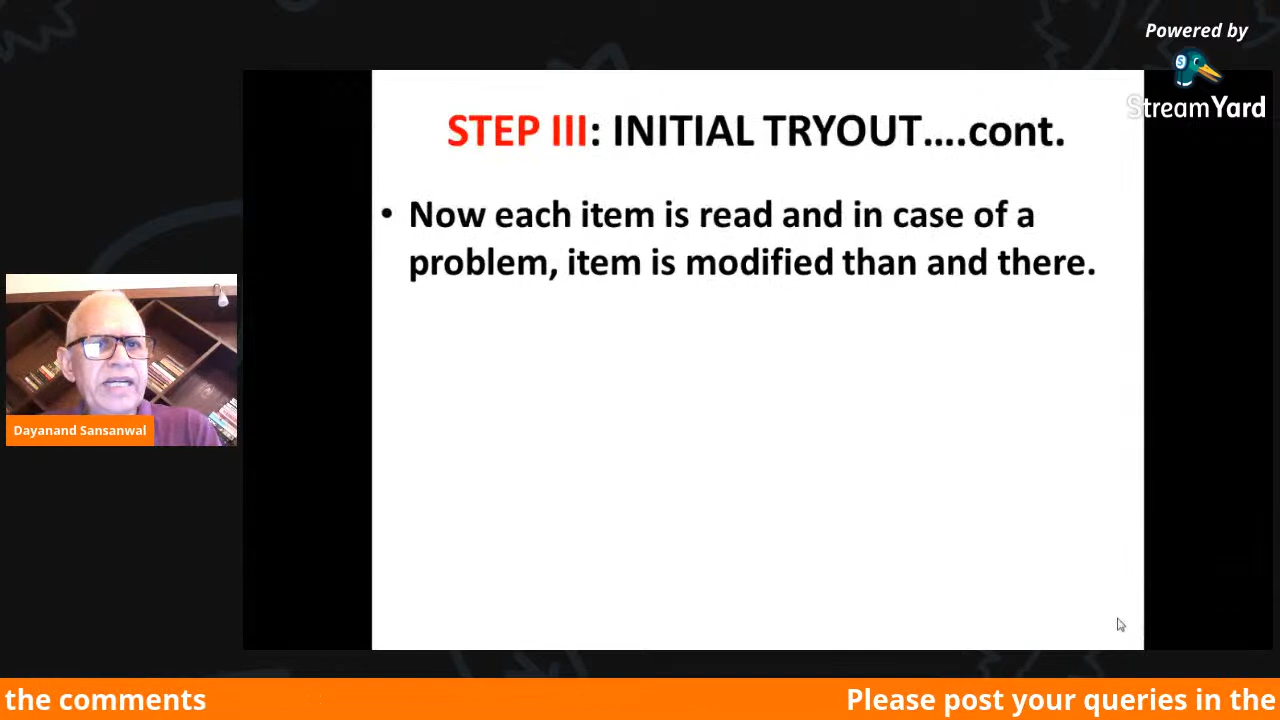 Powered by
StreamYard
STEP III: INITIAL TRYOUT....cont.
• Now each item is read and in case of a
problem, item is modified than and there.
Dayanand Sansanwal
the comments
Please post your queries in the